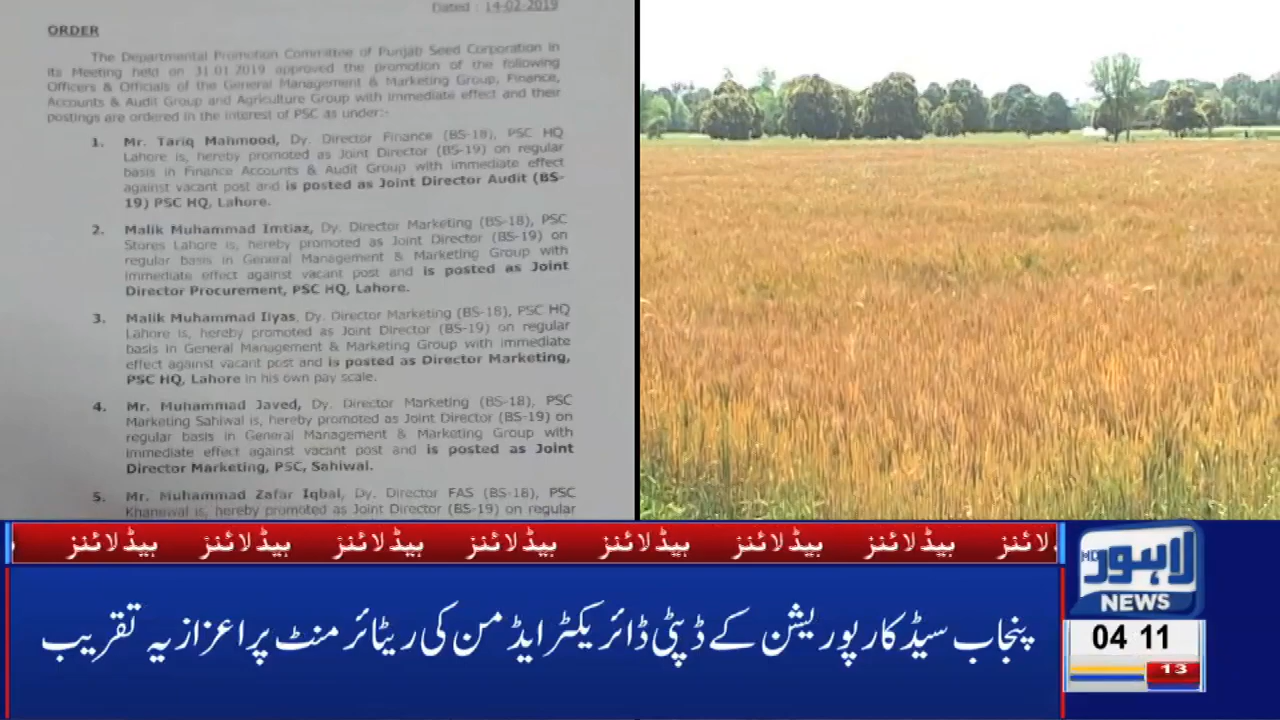 Dated : 14-02-2019
ORDER
The Departmental Promotion Committee of Punjab Seed Corporation in
its Meeting held on 31.01.2019 approved the promotion of the following
Officers & Officials of the General Management & Marketing Group, Finance,
Accounts & Audit Group and Agriculture Group with immediate effect and their
postings are ordered in the interest of PSC as under:-
1. Mr. Tariq Mahmood, Dy. Director Finance (BS-18), PSC HQ
Lahore is, hereby promoted as Joint Director (BS-19) on regular
basis in Finance Accounts & Audit Group with immediate effect
against vacant post and is posted as Joint Director Audit (BS-
19) PSC HQ, Lahore.
2. Malik Muhammad Imtiaz, Dy. Director Marketing (BS-18), PSC
Stores Lahore is, hereby promoted as Joint Director (BS-19) on
regular basis in General Management & Marketing Group with
immediate effect against vacant post and is posted as Joint
Director Procurement, PSC HQ, Lahore.
3. Malik Muhammad Ilyas, Dy. Director Marketing (BS-18), PSC HQ
Lahore is, hereby promoted as Joint Director (BS-19) on regular
basis in General Management & Marketing Group with immediate
effect against vacant post and is posted as Director Marketing,
PSC HQ, Lahore in his own pay scale.
4. Mr. Muhammad Javed, Dy. Director Marketing (BS-18), PSC
Marketing Sahiwal is, hereby promoted as Joint Director (BS-19) on
regular basis in General Management & Marketing Group with
immediate effect against vacant post and is posted as Joint
Director Marketing, PSC, Sahiwal.
5. Mr. Muhammad Zafar Iqbal, Dy. Director FAS (BS-18), PSC
Khanewal is, hereby promoted as Joint Director (BS-19) on regular
ہیڈلائنز ہیڈلائنز ہیڈلائنز ہیڈلائنز ہیڈلائنز ہیڈلائنز ہیڈلائنز ہیڈلائنز
پنجاب سیڈ کارپوریشن کے ڈپٹی ڈائریکٹر ایڈمن کی ریٹائرمنٹ پر اعزازیہ تقریب
HD لاہور
NEWS
04 11
13